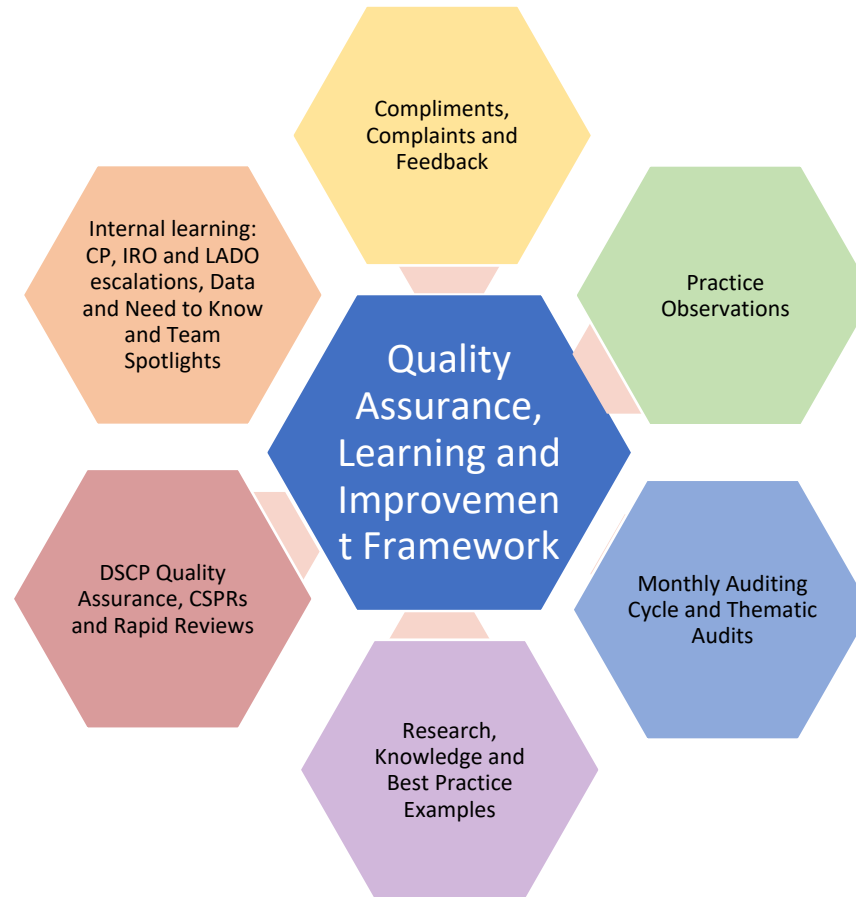 Compliments,
Complaints and
Feedback
Internal learning:
CP, IRO and LADO
escalations, Data
and Need to Know
and Team
Spotlights
Practice
Observations
Quality
Assurance,
Learning and
Improvemen
t Framework
DSCP Quality
Assurance, CSPRs
and Rapid Reviews
Monthly Auditing
Cycle and Thematic
Audits
Research,
Knowledge and
Best Practice
Examples